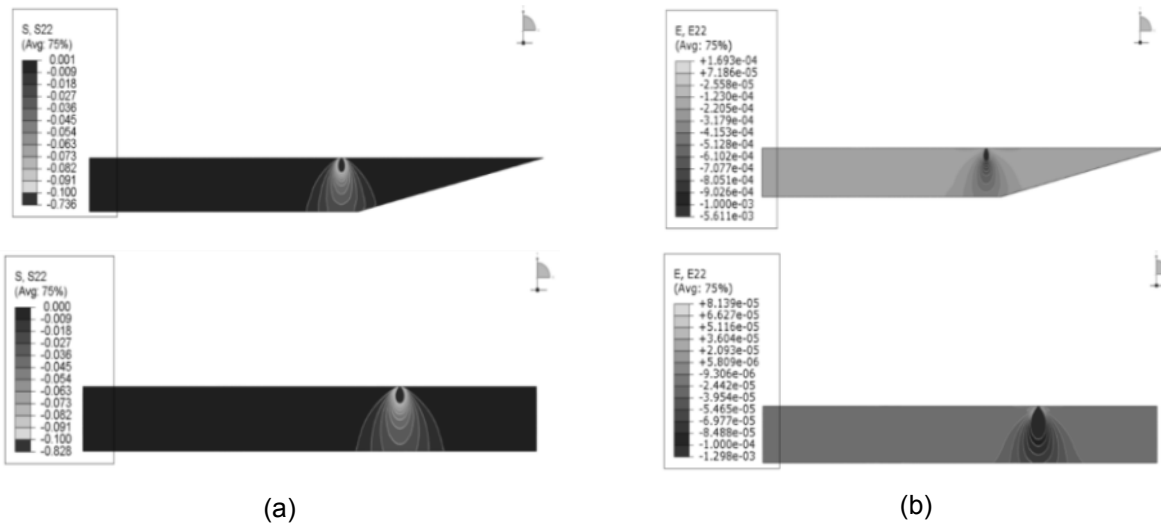 S, S22
(Avg: 75%)
0.001
-0.009
-0.018
-0.027
-0.036
-0.045
-0.054
-0.063
-0.073
-0.082
-0.091
-0.100
-0.736
E, E22
(Avg: 75%)
+1.693e-04
+7.186e-05
-2.558e-05
-1.230e-04
-2.205e-04
-3.179e-04
-4.153e-04
-5.128e-04
-6.102e-04
-7.077e-04
-8.051e-04
-9.026e-04
-1.000e-03
-5.611e-03
S, S22
(Avg: 75%)
0.000
-0.009
-0.018
-0.027
-0.036
-0.045
-0.054
-0.063
-0.073
-0.082
-0.091
-0.100
-0.828
E, E22
(Avg: 75%)
+8.139e-05
+6.627e-05
+5.116e-05
+3.604e-05
+2.093e-05
+5.809e-06
-9.306e-06
-2.442e-05
-3.954e-05
-5.465e-05
-6.977e-05
-8.488e-05
-1.000e-04
-1.298e-03
(a)
(b)